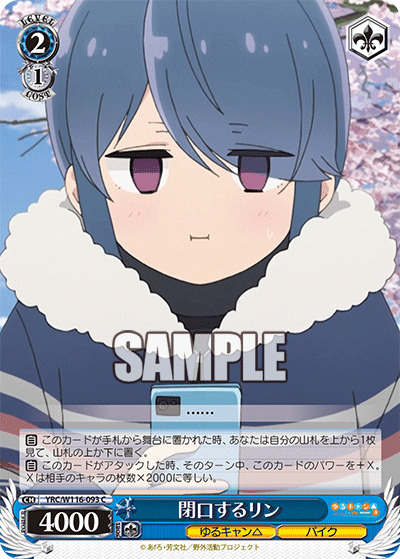 LEVEL
2
1
COST
SAMPLE
......
このカードが手札から舞台に置かれた時、あなたは自分の山札を上から1枚
見て、山札の上か下に置く。
このカードがアタックした時、そのターン中、このカードのパワーを+X。
Xは相手のキャラの枚数×2000に等しい。
CH YRC/W116-093 C
4000
閉口するリン
ゆるキャン△
ゆるキャン△
バイク
© あfろ・芳文社/野外活動プロジェクト